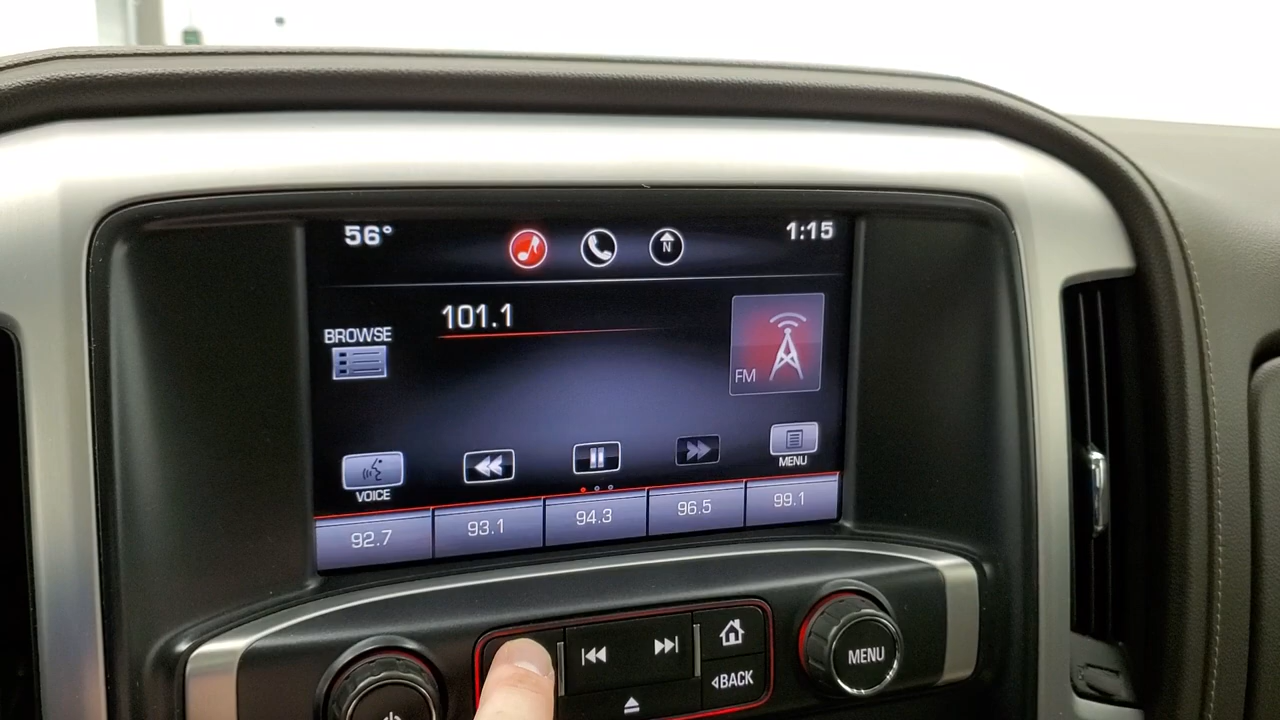 56°
N
1:15
101.1
BROWSE
FM
VOICE
MENU
92.7
93.1
94.3
96.5
99.1
MENU
◁BACK